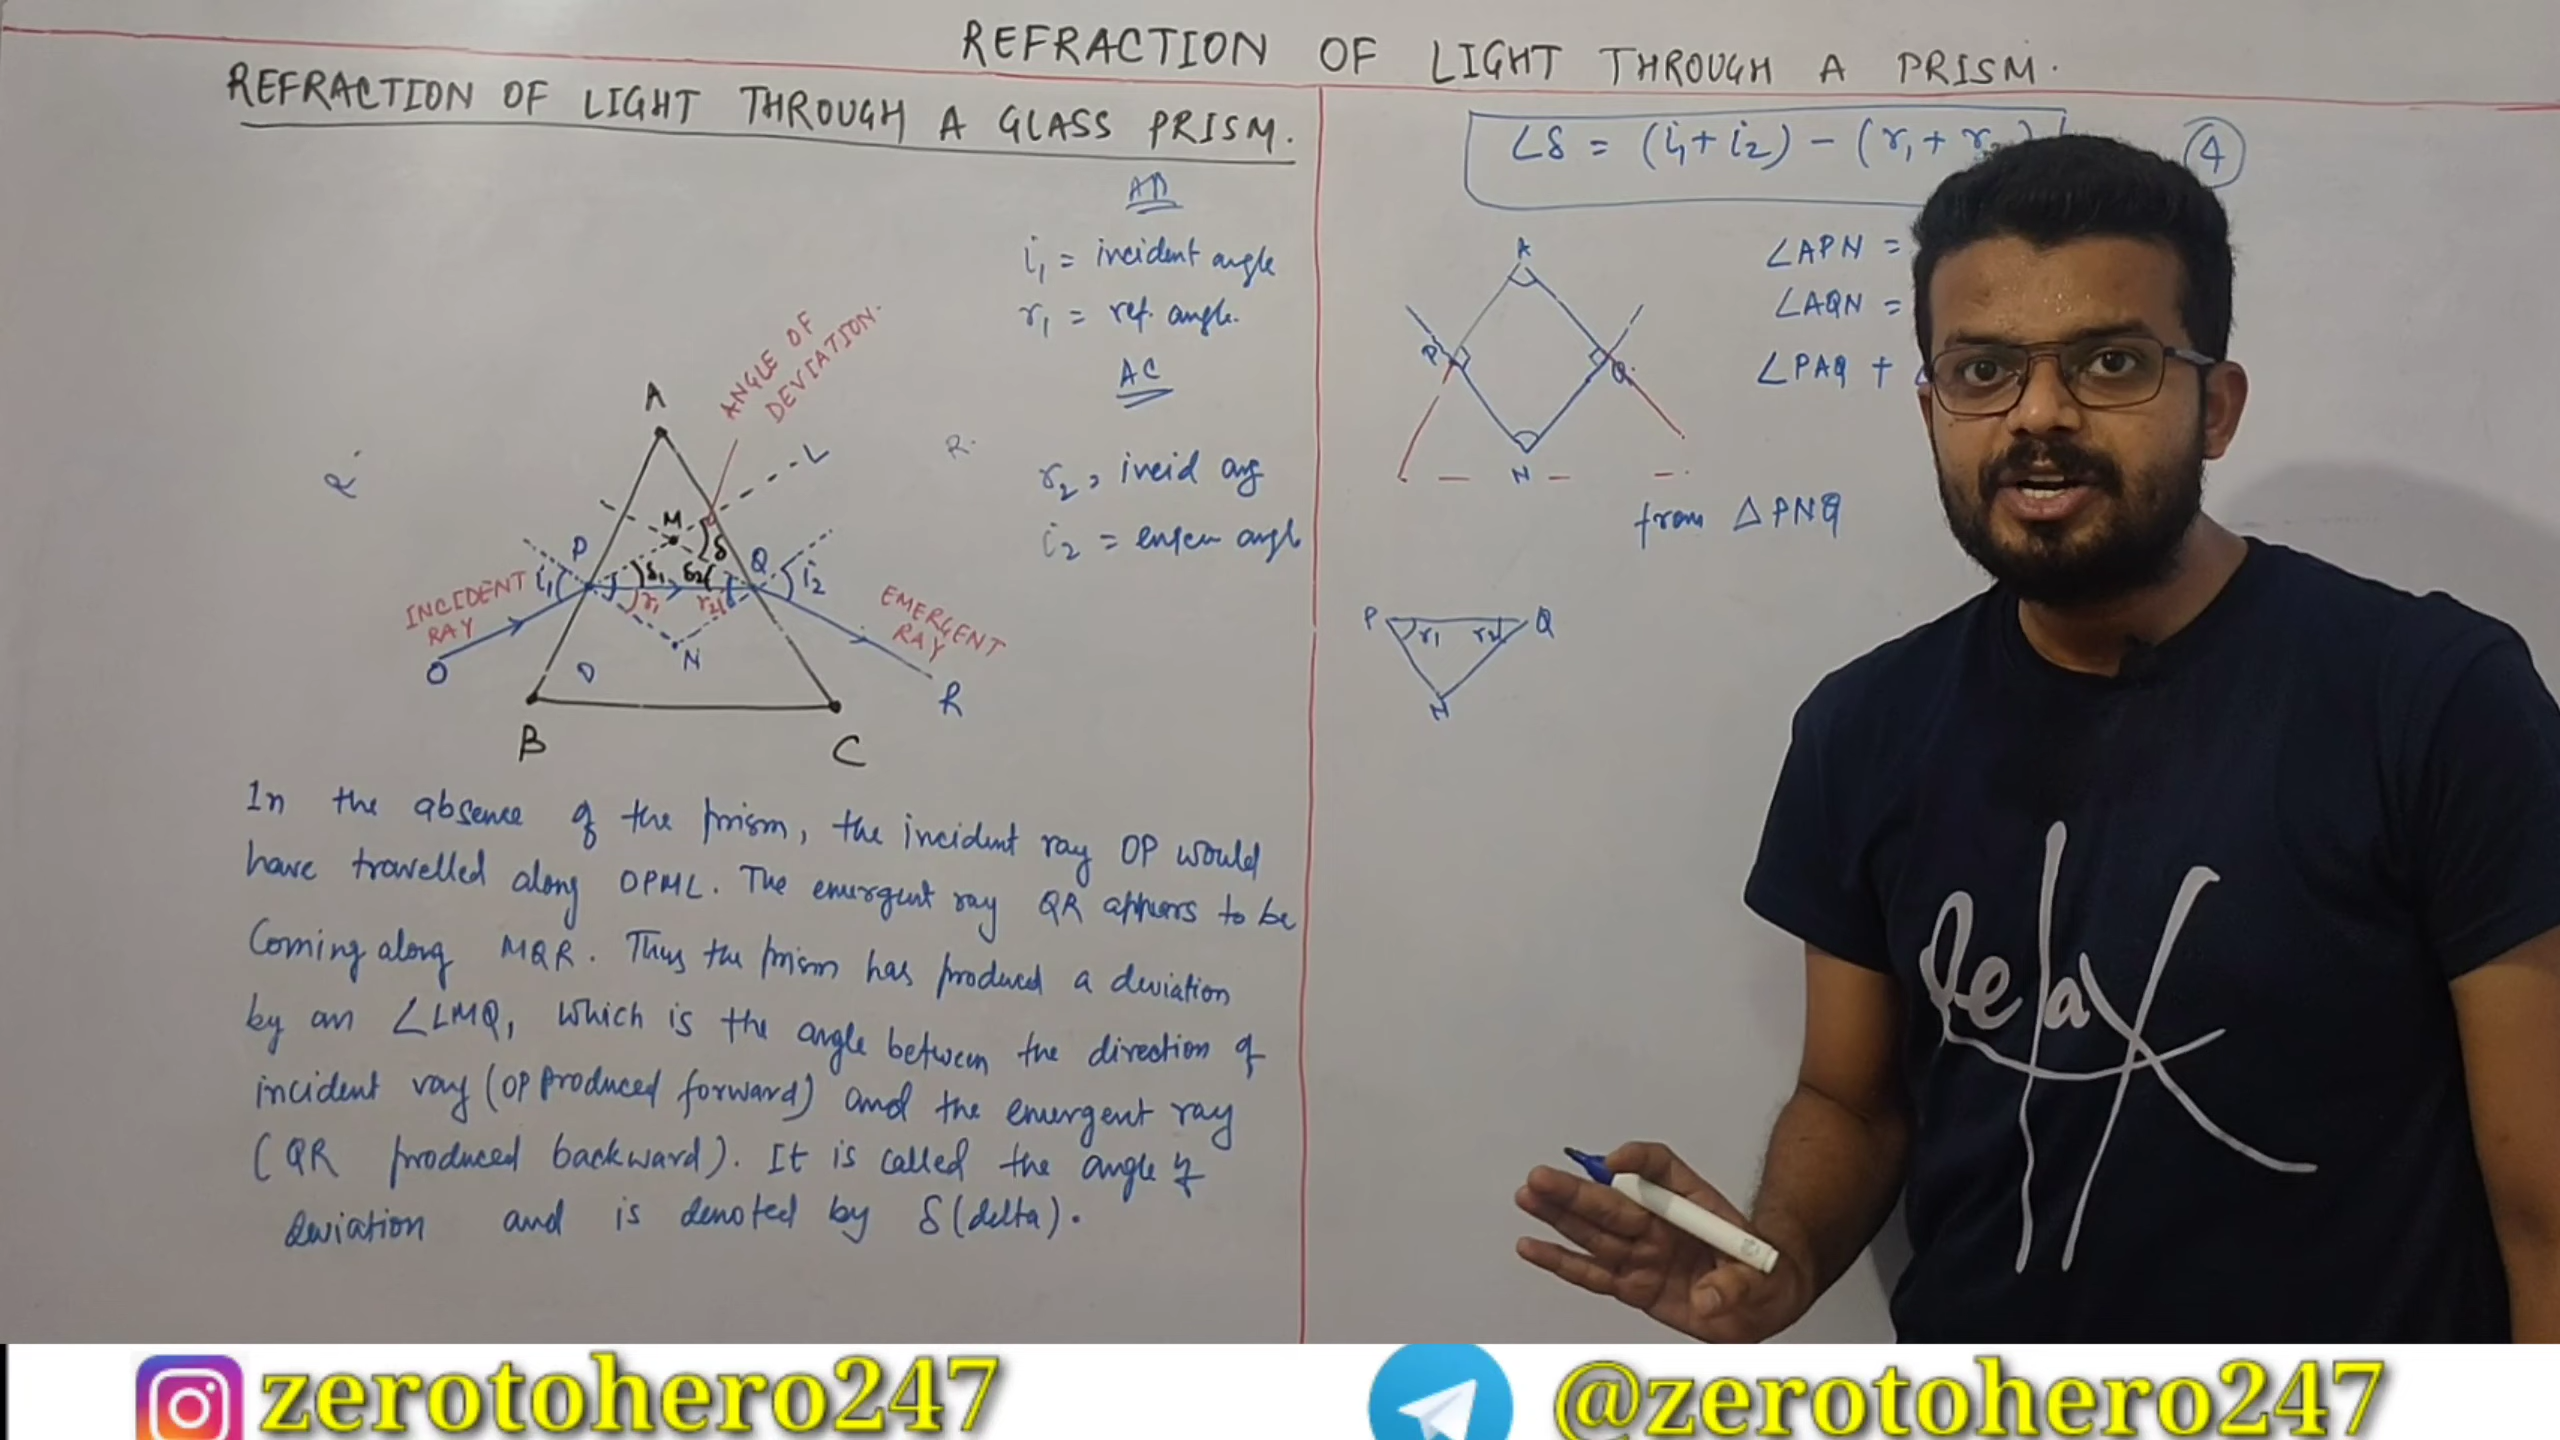 REFRACTION OF LIGHT THROUGH A PRISM.
REFRACTION OF LIGHT THROUGH A GLASS PRISM.
i1 = incident angle
r1 = ref. angle.
AC
r2, incid ang
i2 =
ANGLE OF DEVIATION.
R.
A
L
M
P
δ
Q
δ1
δ2
i1
r1
r2
i2
INCIDENT RAY
EMERGENT RAY
O
N
R
B
C
In the absence of the prism, the incident ray OP would
have travelled along OPML. The emergent ray QR appears to be
Coming along MQR. Thus the prism has produced a deviation
by an ∠LMQ, which is the angle between the direction of
incident ray (OP produced forward) and the emergent ray
(QR produced backward). It is called the angle of
deviation and is denoted by δ (delta).
∠δ = (i1 + i2) - (r1 + r2)
4
∠APN =
∠AQN =
∠PAQ +
A
P
Q
N
from △PNQ
P r1 r2 Q
N
Relax
zerotohero247
@zerotohero247